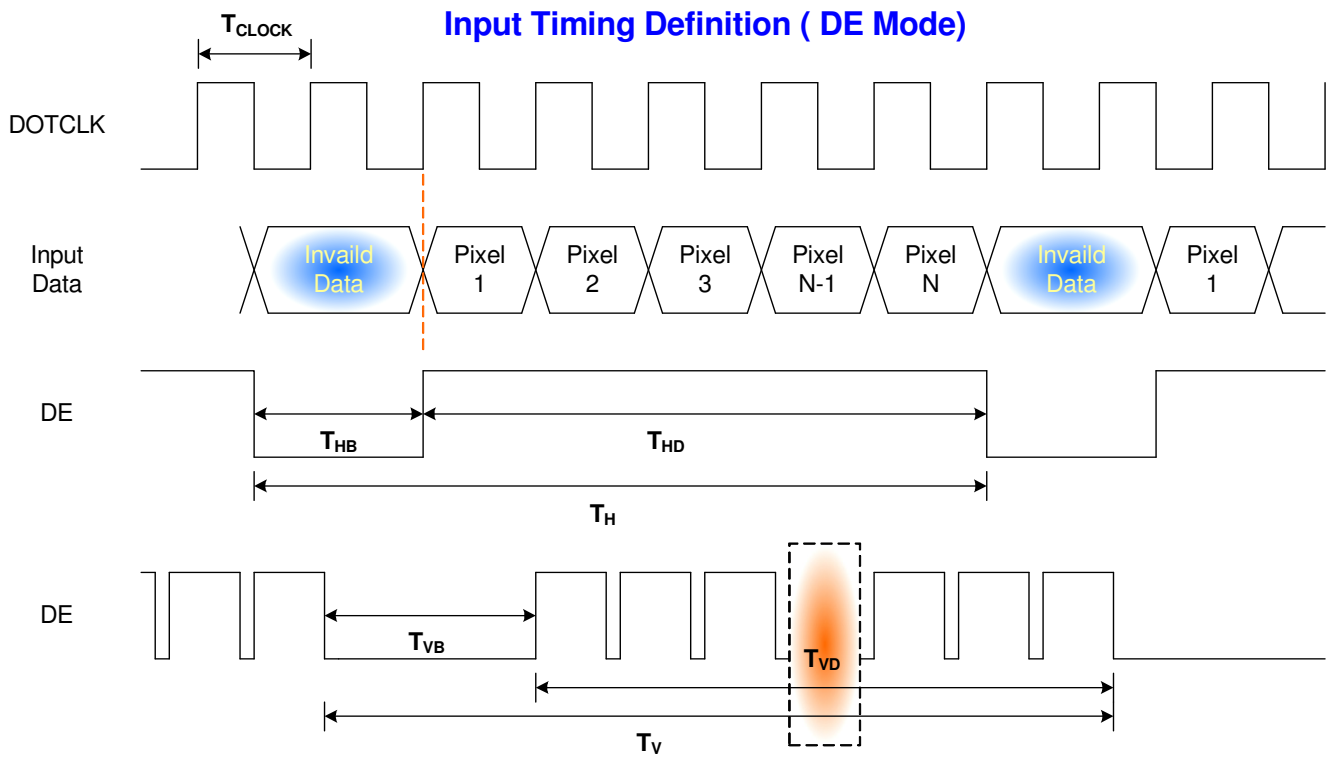 Input Timing Definition ( DE Mode)
TCLOCK
DOTCLK
Input
Data
Invaild
Data
Pixel
1
Pixel
2
Pixel
3
Pixel
N-1
Pixel
N
Invaild
Data
Pixel
1
DE
THB
THD
TH
DE
TVB
TVD
TV